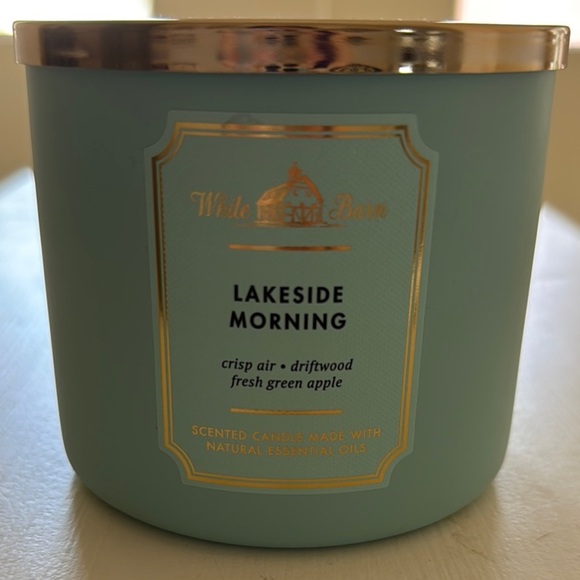 White Barn
LAKESIDE
MORNING
crisp air • driftwood
fresh green apple
SCENTED CANDLE MADE WITH
NATURAL ESSENTIAL OILS